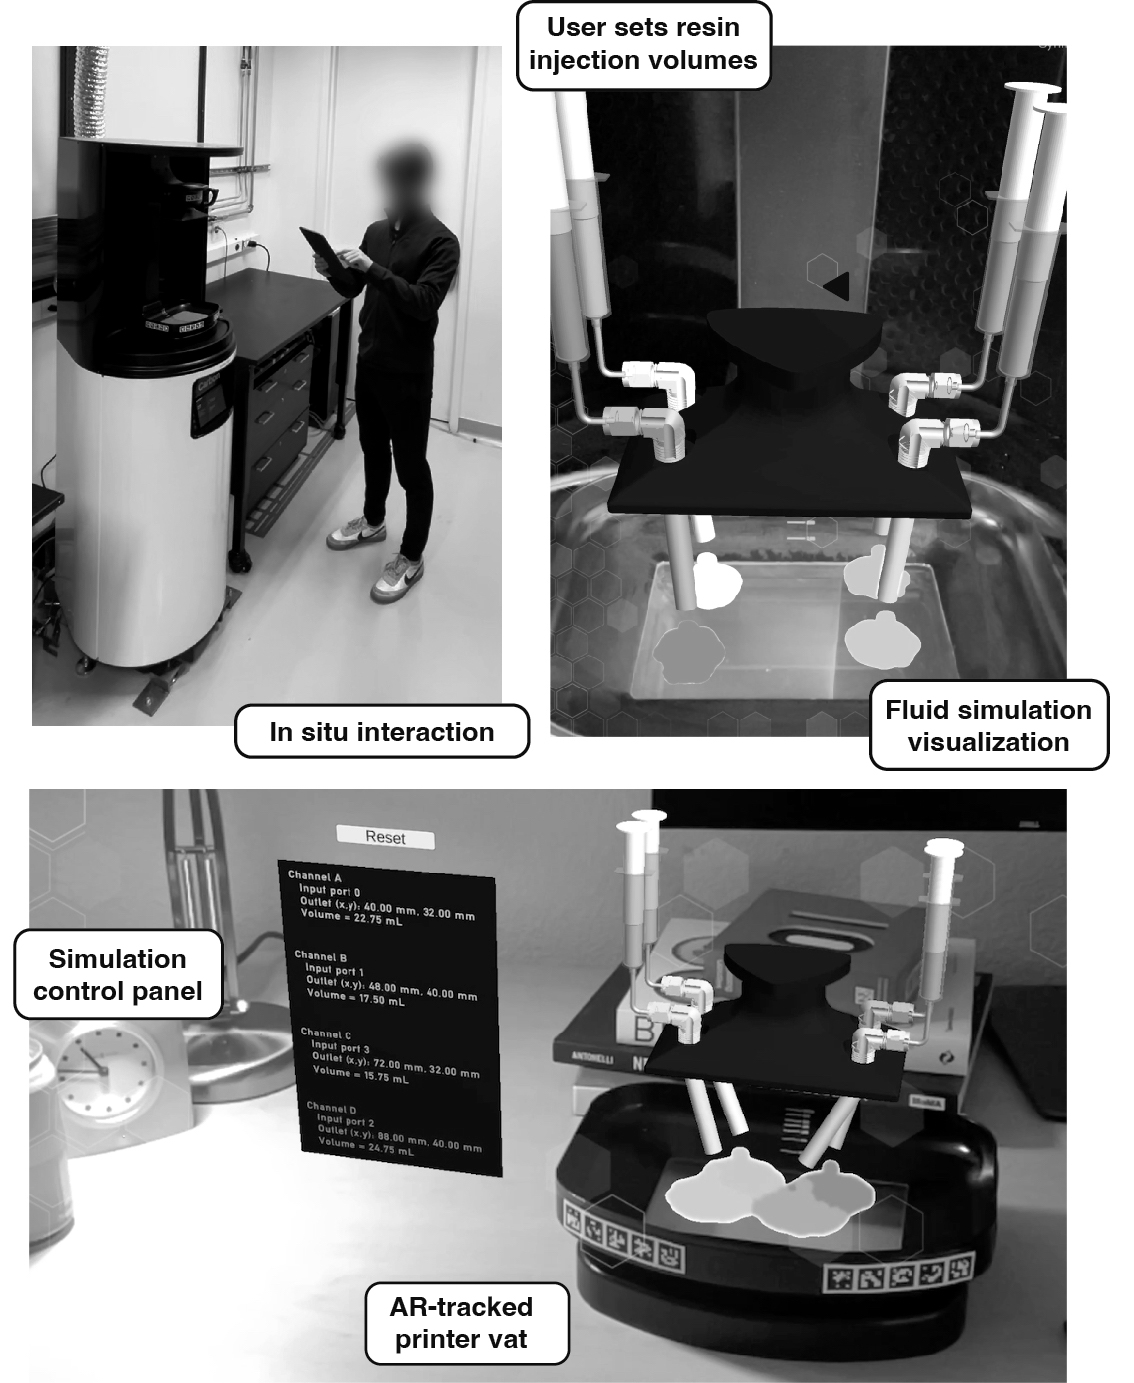 User sets resin
injection volumes
Carbon
In situ interaction
Fluid simulation
visualization
Reset
Channel A
Input port 0
Outlet (x,y): 40.00 mm, 32.00 mm
Volume = 22.75 mL
Channel B
Input port 1
Outlet (x,y): 48.00 mm, 40.00 mm
Volume = 17.50 mL
Channel C
Input port 3
Outlet (x,y): 72.00 mm, 32.00 mm
Volume = 15.75 mL
Channel D
Input port 2
Outlet (x,y): 88.00 mm, 40.00 mm
Volume = 24.75 mL
Simulation
control panel
B
ANTONELLI
MoMA
AR-tracked
printer vat